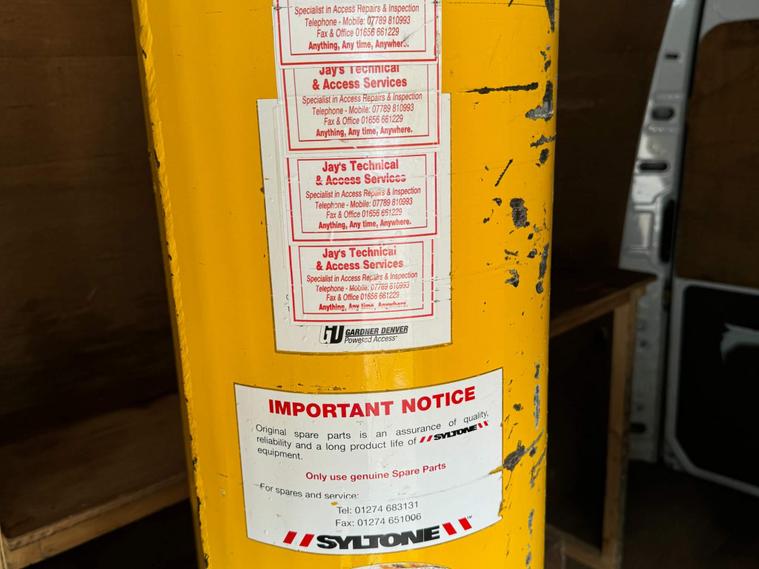 Specialist in Access Repairs & Inspection
Telephone - Mobile: 07789 810993
Fax & Office 01656 661229
Anything, Any time, Anywhere.
Jay's Technical
& Access Services
Specialist in Access Repairs & Inspection
Telephone - Mobile: 07789 810993
Fax & Office 01656 661229
Anything, Any time, Anywhere.
Jay's Technical
& Access Services
Specialist in Access Repairs & Inspection
Telephone - Mobile: 07789 810993
Fax & Office 01656 661229
Anything, Any time, Anywhere.
Jay's Technical
& Access Services
Specialist in Access Repairs & Inspection
Telephone - Mobile: 07789 810993
Fax & Office 01656 661229
Anything, Any time, Anywhere.
GD GARDNER DENVER
Powered Access
IMPORTANT NOTICE
Original spare parts is an assurance of quality,
reliability and a long product life of SYLTONE
equipment.
Only use genuine Spare Parts
For spares and service:
Tel: 01274 683131
Fax: 01274 651006
SYLTONE™